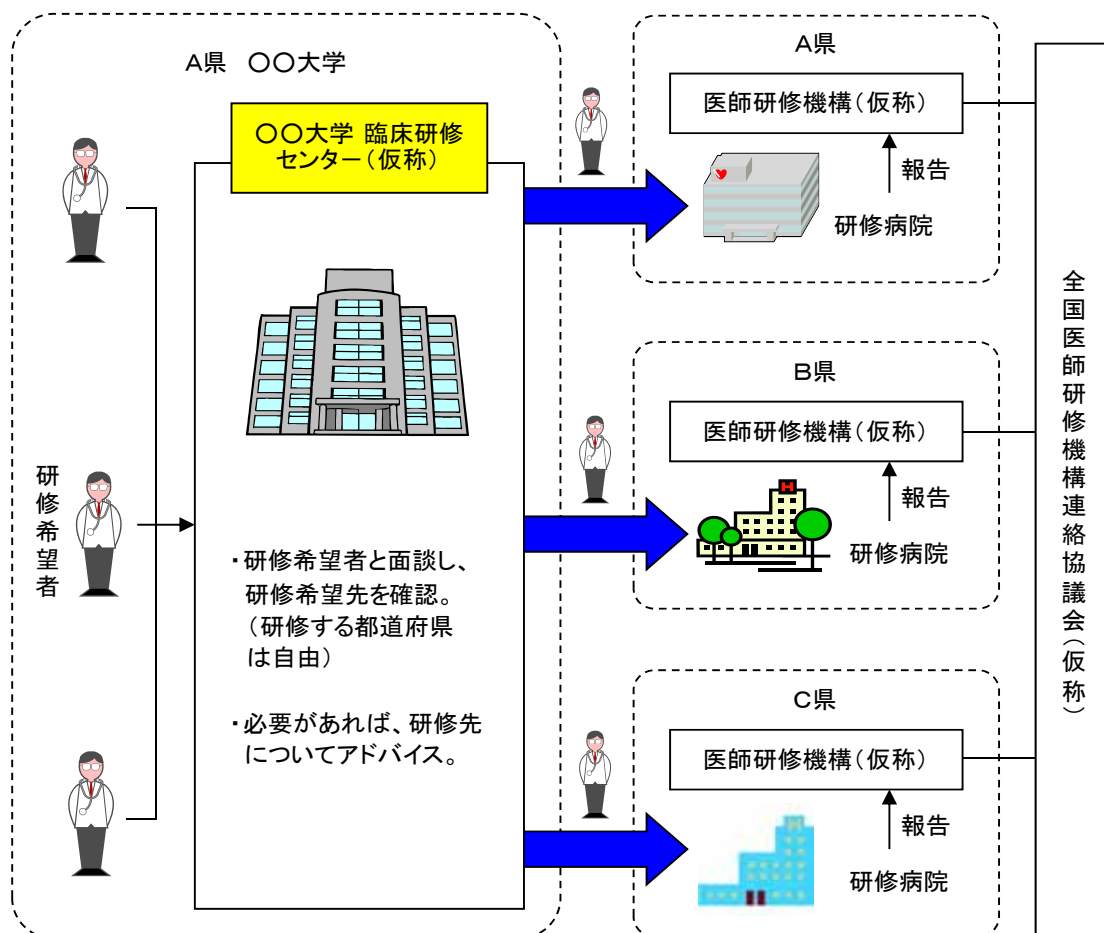 A県 〇〇大学
〇〇大学 臨床研修
センター(仮称)
研修希望者
・研修希望者と面談し、
研修希望先を確認。
(研修する都道府県
は自由)
・必要があれば、研修先
についてアドバイス。
A県
医師研修機構(仮称)
報告
研修病院
B県
医師研修機構(仮称)
報告
研修病院
C県
医師研修機構(仮称)
報告
研修病院
全国医師研修機構連絡協議会(仮称)